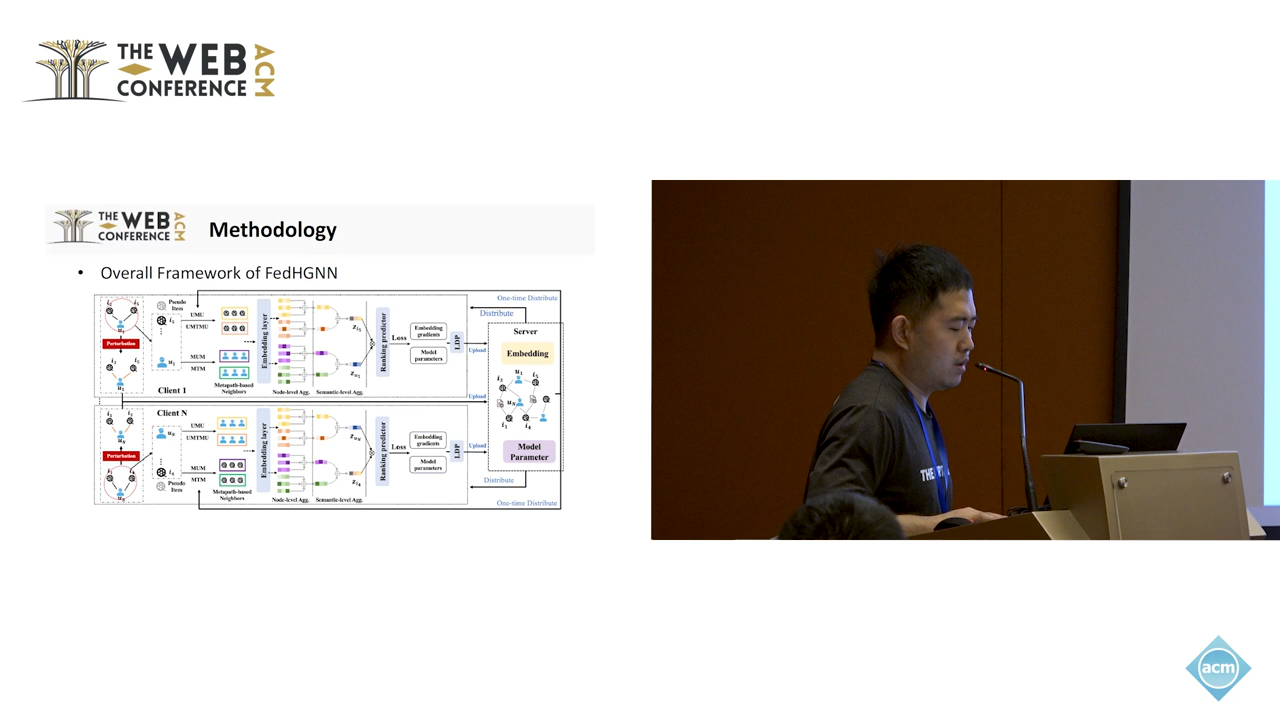 THE WEB
CONFERENCE
ACM
THE WEB
CONFERENCE
ACM
Methodology
• Overall Framework of FedHGNN
One-time Distribute
Distribute
Pseudo
Item
UMU
UMTMU
Perturbation
MUM
MTM
Metapath-based
Neighbors
Client 1
Embedding layer
Node-level Agg.
Semantic-level Agg.
Ranking predictor
Loss
Embedding
gradients
Model
parameters
LDP
Upload
Server
Embedding
Upload
Client N
UMU
UMTMU
Perturbation
MUM
MTM
Pseudo
Item
Metapath-based
Neighbors
Embedding layer
Node-level Agg.
Semantic-level Agg.
Ranking predictor
Loss
Embedding
gradients
Model
parameters
LDP
Upload
Model
Parameter
Distribute
One-time Distribute
THE
acm